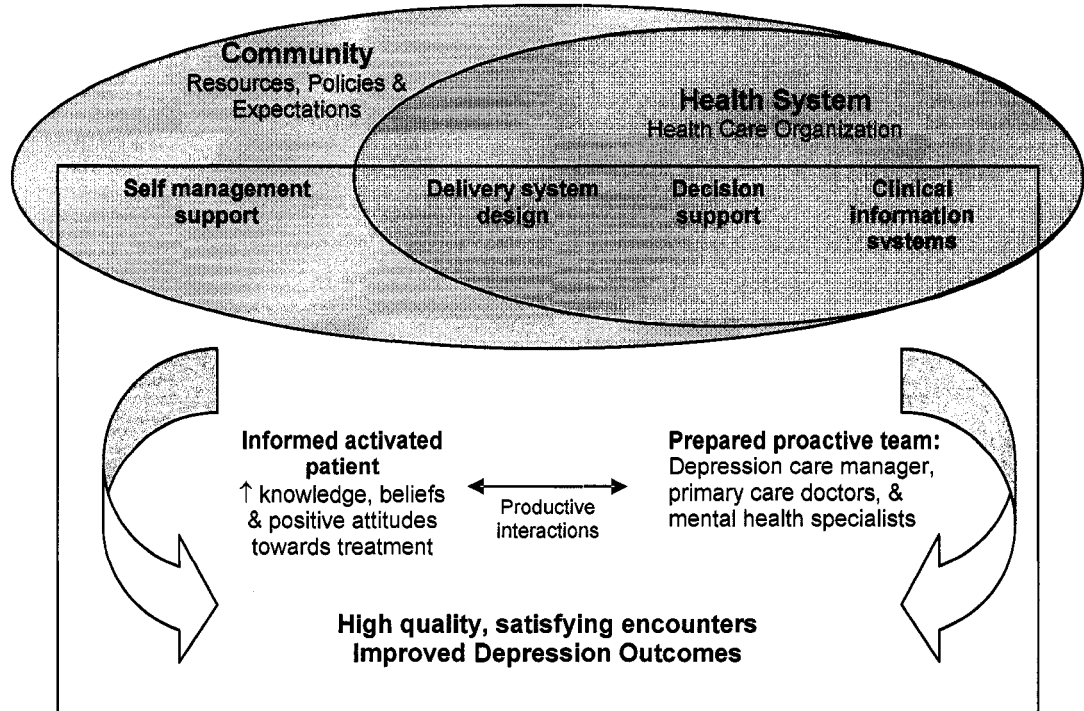 Community
Resources, Policies &
Expectations
Health System
Health Care Organization
Self management
support
Delivery system
design
Decision
support
Clinical
information
systems
Informed activated
patient
↑ knowledge, beliefs
& positive attitudes
towards treatment
Productive
interactions
Prepared proactive team:
Depression care manager,
primary care doctors, &
mental health specialists
High quality, satisfying encounters
Improved Depression Outcomes